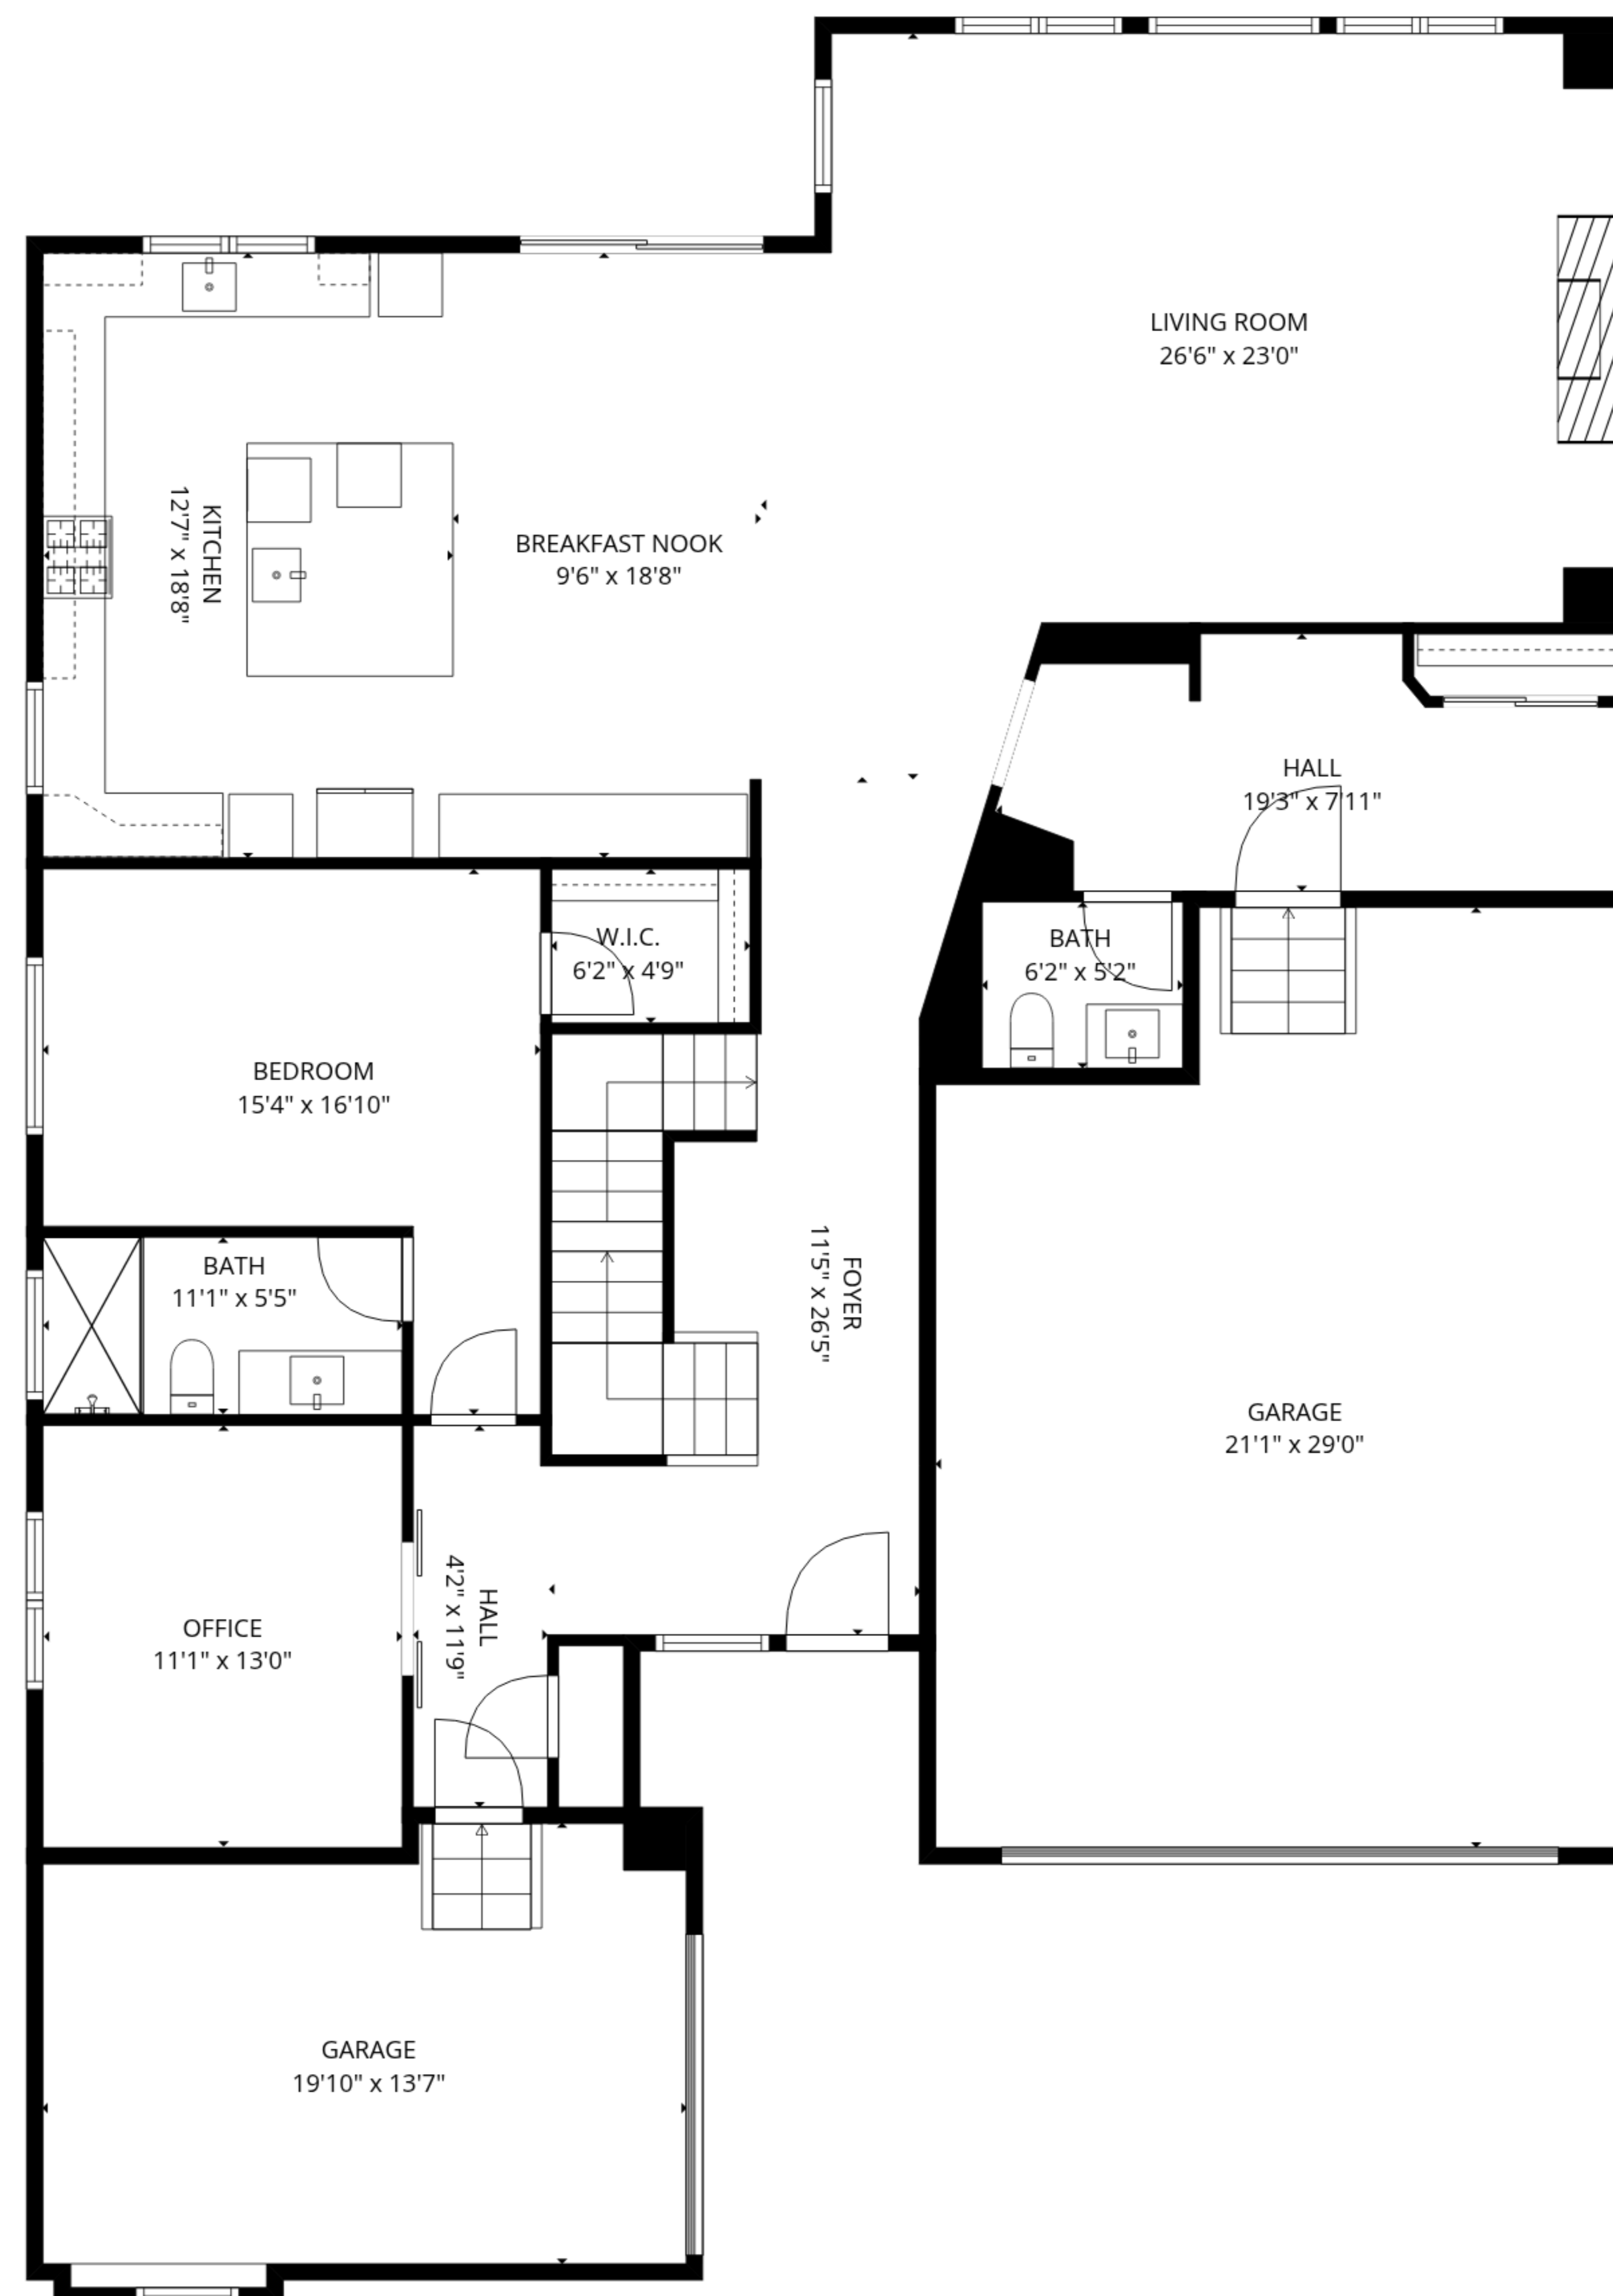 LIVING ROOM
26'6" x 23'0"
KITCHEN
12'7" x 18'8"
BREAKFAST NOOK
9'6" x 18'8"
HALL
19'3" x 7'11"
W.I.C.
6'2" x 4'9"
BATH
6'2" x 5'2"
BEDROOM
15'4" x 16'10"
BATH
11'1" x 5'5"
FOYER
11'5" x 26'5"
GARAGE
21'1" x 29'0"
OFFICE
11'1" x 13'0"
HALL
4'2" x 11'9"
GARAGE
19'10" x 13'7"